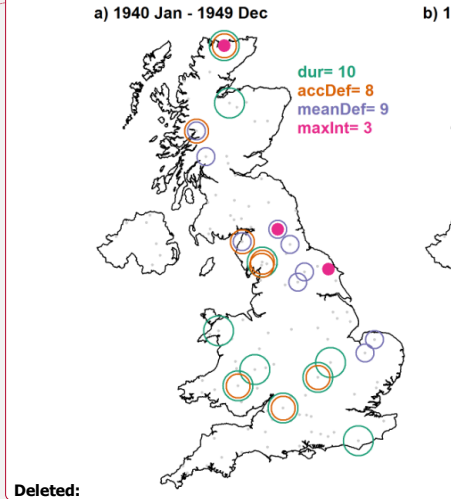 a) 1940 Jan - 1949 Dec
b) 1
dur= 10
accDef= 8
meanDef= 9
maxInt= 3
Deleted: